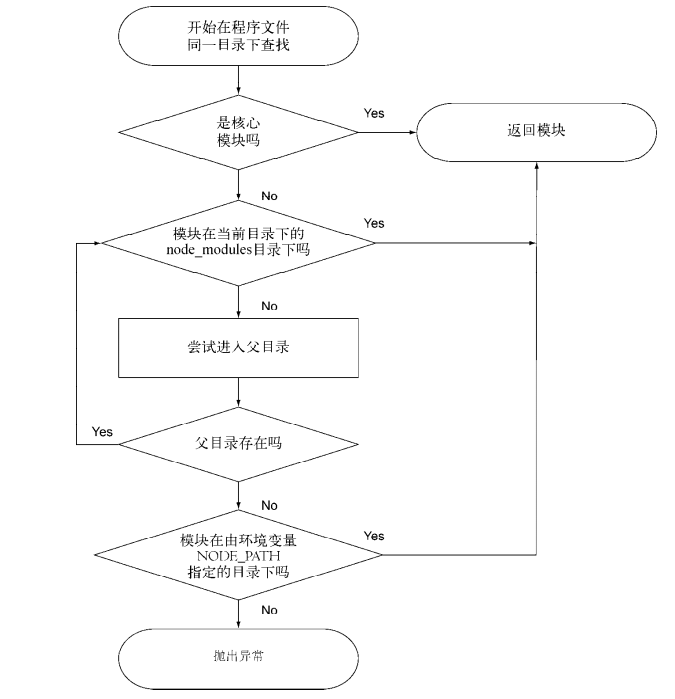 开始在程序文件
同一目录下查找
是核心
模块吗
Yes
返回模块
No
模块在当前目录下的
node_modules目录下吗
Yes
No
尝试进入父目录
父目录存在吗
Yes
No
模块在由环境变量
NODE_PATH
指定的目录下吗
Yes
No
抛出异常